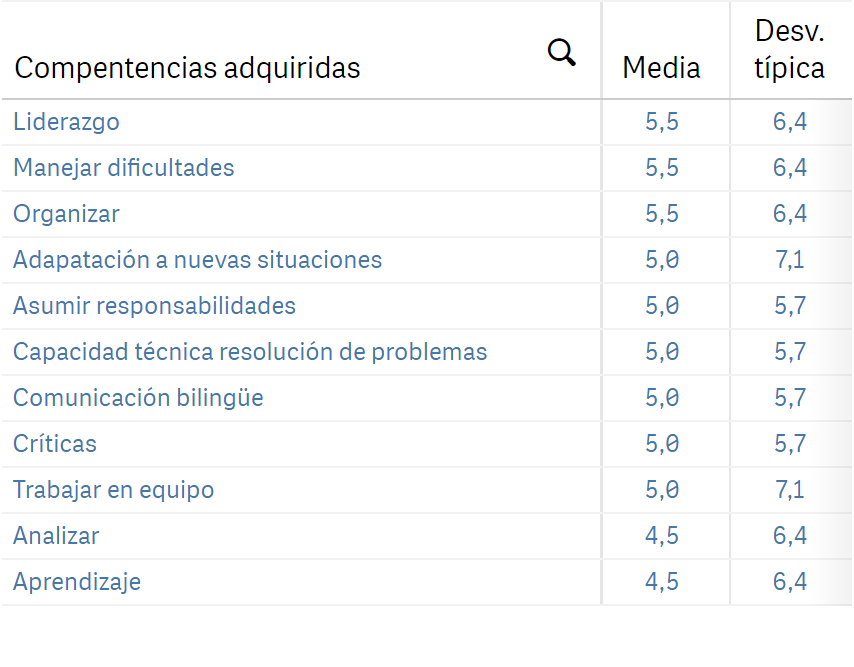 Compentencias adquiridas Media Desv. típica
Liderazgo 5,5 6,4
Manejar dificultades 5,5 6,4
Organizar 5,5 6,4
Adapatación a nuevas situaciones 5,0 7,1
Asumir responsabilidades 5,0 5,7
Capacidad técnica resolución de problemas 5,0 5,7
Comunicación bilingüe 5,0 5,7
Críticas 5,0 5,7
Trabajar en equipo 5,0 7,1
Analizar 4,5 6,4
Aprendizaje 4,5 6,4